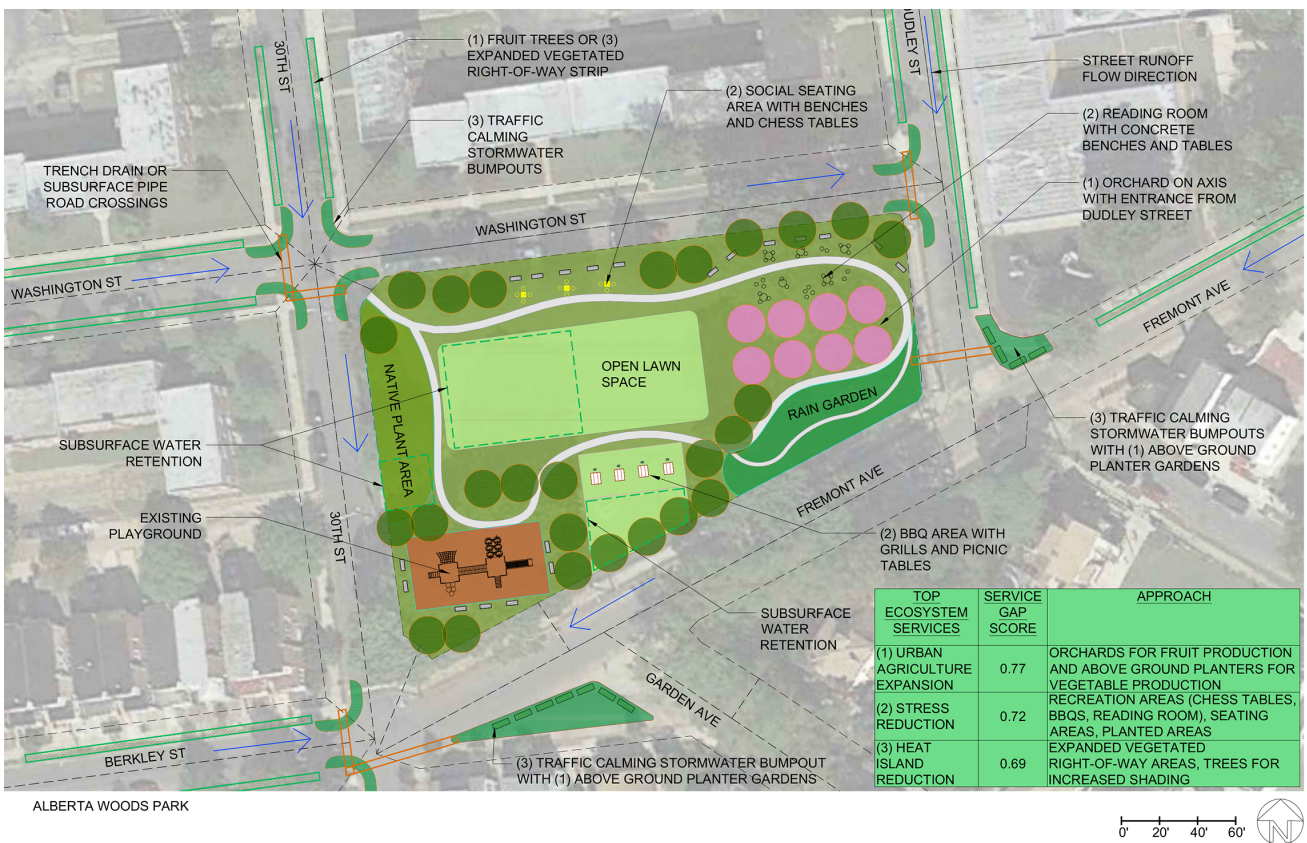 30TH ST
(1) FRUIT TREES OR (3)
EXPANDED VEGETATED
RIGHT-OF-WAY STRIP
(2) SOCIAL SEATING
AREA WITH BENCHES
AND CHESS TABLES
DUDLEY ST
STREET RUNOFF
FLOW DIRECTION
(3) TRAFFIC
CALMING
STORMWATER
BUMPOUTS
(2) READING ROOM
WITH CONCRETE
BENCHES AND TABLES
TRENCH DRAIN OR
SUBSURFACE PIPE
ROAD CROSSINGS
(1) ORCHARD ON AXIS
WITH ENTRANCE FROM
DUDLEY STREET
WASHINGTON ST
WASHINGTON ST
FREMONT AVE
NATIVE PLANT AREA
OPEN LAWN
SPACE
RAIN GARDEN
(3) TRAFFIC CALMING
STORMWATER BUMPOUTS
WITH (1) ABOVE GROUND
PLANTER GARDENS
SUBSURFACE WATER
RETENTION
FREMONT AVE
EXISTING
PLAYGROUND
30TH ST
(2) BBQ AREA WITH
GRILLS AND PICNIC
TABLES
SUBSURFACE
WATER
RETENTION
GARDEN AVE
BERKLEY ST
(3) TRAFFIC CALMING STORMWATER BUMPOUT
WITH (1) ABOVE GROUND PLANTER GARDENS
TOP
ECOSYSTEM
SERVICES
SERVICE
GAP
SCORE
APPROACH
(1) URBAN
AGRICULTURE
EXPANSION
0.77
ORCHARDS FOR FRUIT PRODUCTION
AND ABOVE GROUND PLANTERS FOR
VEGETABLE PRODUCTION
(2) STRESS
REDUCTION
0.72
RECREATION AREAS (CHESS TABLES,
BBQS, READING ROOM), SEATING
AREAS, PLANTED AREAS
(3) HEAT
ISLAND
REDUCTION
0.69
EXPANDED VEGETATED
RIGHT-OF-WAY AREAS, TREES FOR
INCREASED SHADING
ALBERTA WOODS PARK
0' 20' 40' 60'
N